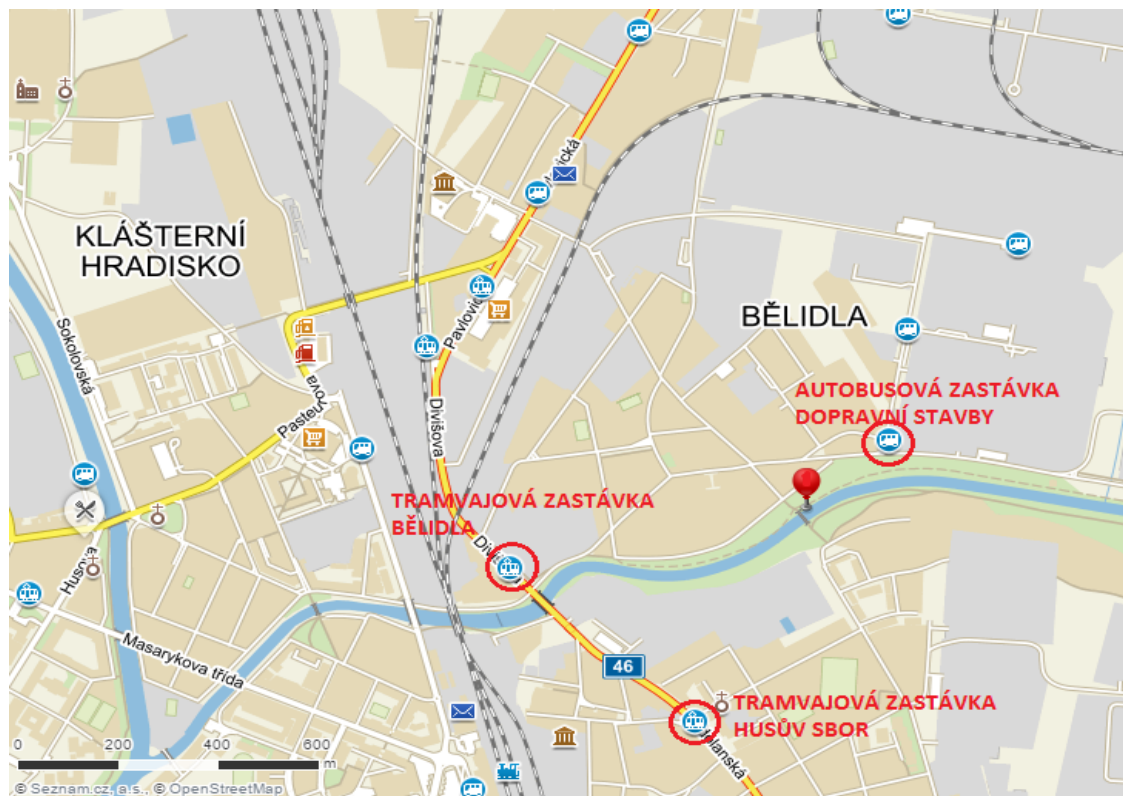 KLÁŠTERNÍ
HRADISKO
Sokolovská
Pavlovic
Divišova
Pasteurova
BĚLIDLA
AUTOBUSOVÁ ZASTÁVKA
DOPRAVNÍ STAVBY
TRAMVAJOVÁ ZASTÁVKA
BĚLIDLA
Masarykova třída
46
TRAMVAJOVÁ ZASTÁVKA
HUSŮV SBOR
0 200 400 600
m
© Seznam.cz, a.s., © OpenStreetMap